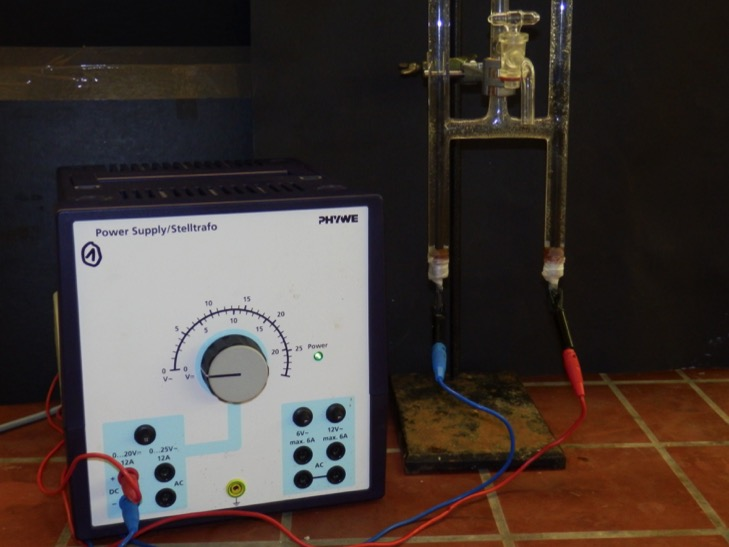 Power Supply/Stelltrafo
PHYWE
1
5
10
15
20
25
0
V~
0
V=
5
10
15
20
Power
0...20V=
12A
0...25V~
12A
+
DC
–
AC
6V~
max. 6A
12V~
max. 6A
AC